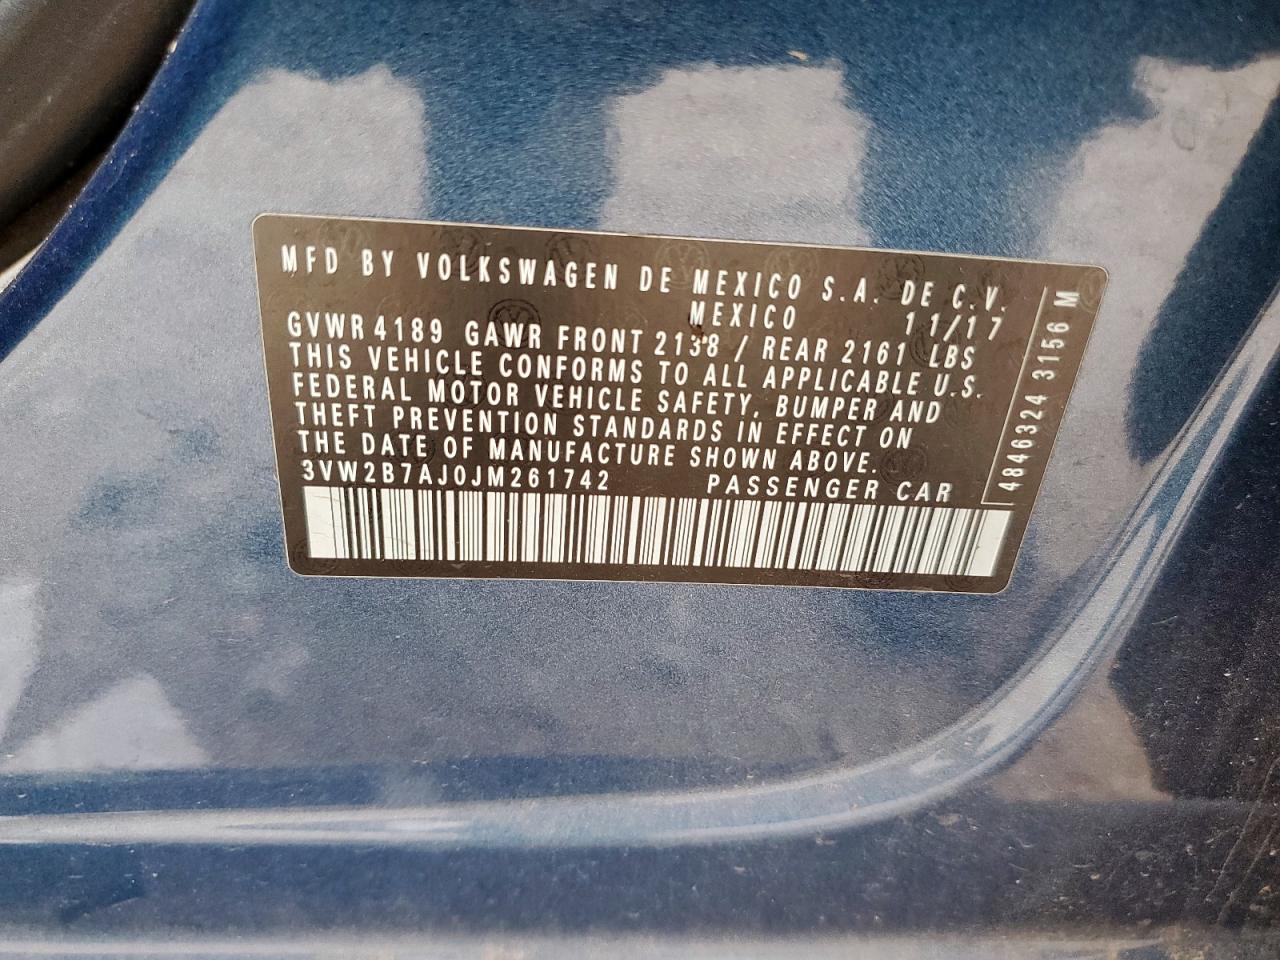 MFD BY VOLKSWAGEN DE MEXICO S.A. DE C.V.
MEXICO 11/17
GVWR 4189 GAWR FRONT 2138 / REAR 2161 LBS
THIS VEHICLE CONFORMS TO ALL APPLICABLE U.S.
FEDERAL MOTOR VEHICLE SAFETY, BUMPER AND
THEFT PREVENTION STANDARDS IN EFFECT ON
THE DATE OF MANUFACTURE SHOWN ABOVE.
3VW2B7AJ0JM261742 PASSENGER CAR
4846324 3156 M